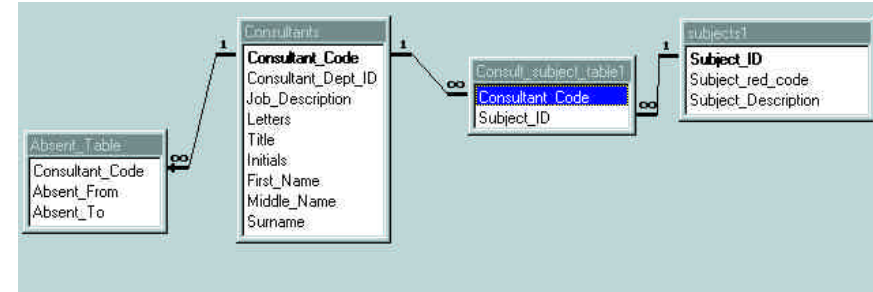 Consultants
Consultant_Code
Consultant_Dept_ID
Job_Description
Letters
Title
Initials
First_Name
Middle_Name
Surname
1
1
Absent_Table
Consultant_Code
Absent_From
Absent_To
∞
Consult_subject_table1
Consultant_Code
Subject_ID
∞
∞
1
subjects1
Subject_ID
Subject_red_code
Subject_Description